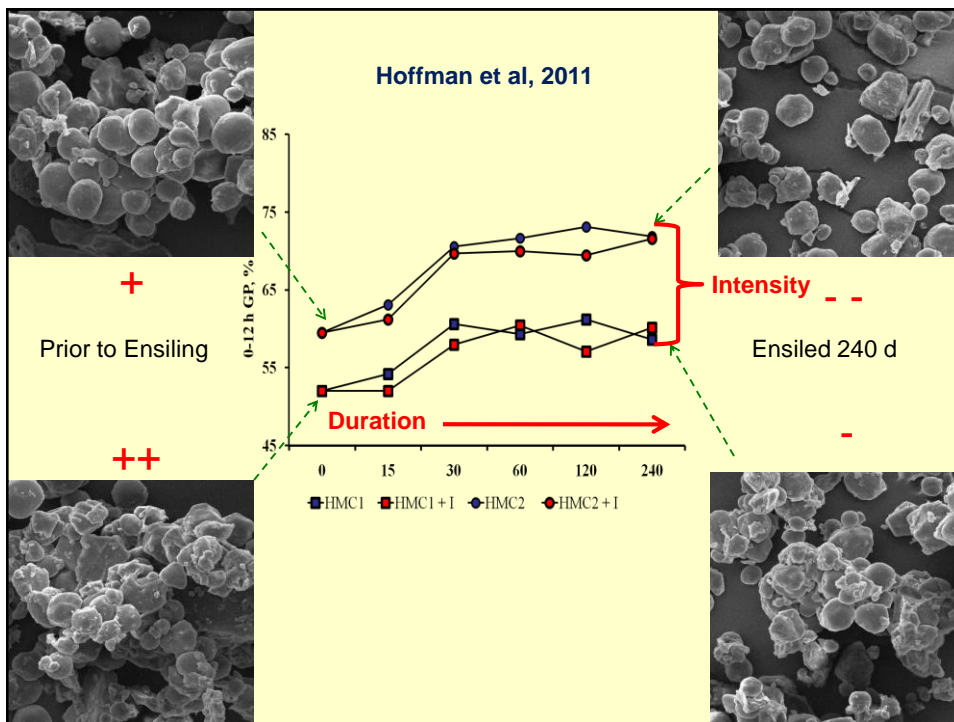 Hoffman et al, 2011
85
75
65
55
45
0-12 h GP, %
+
Prior to Ensiling
++
Intensity
- -
Ensiled 240 d
-
Duration
0 15 30 60 120 240
HMC1 HMC1 + I HMC2 HMC2 + I